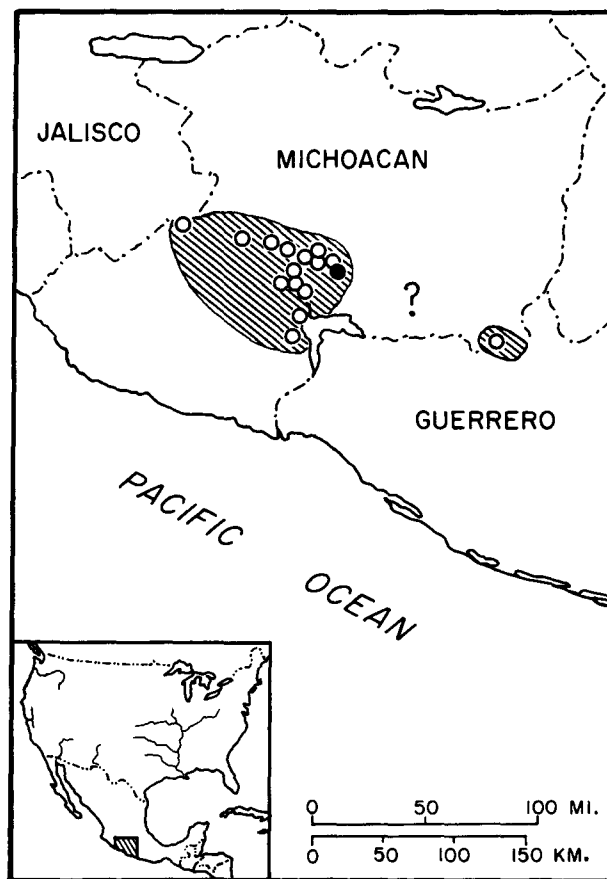 JALISCO
MICHOACAN
?
GUERRERO
PACIFIC
OCEAN
0 50 100 MI.
0 50 100 150 KM.